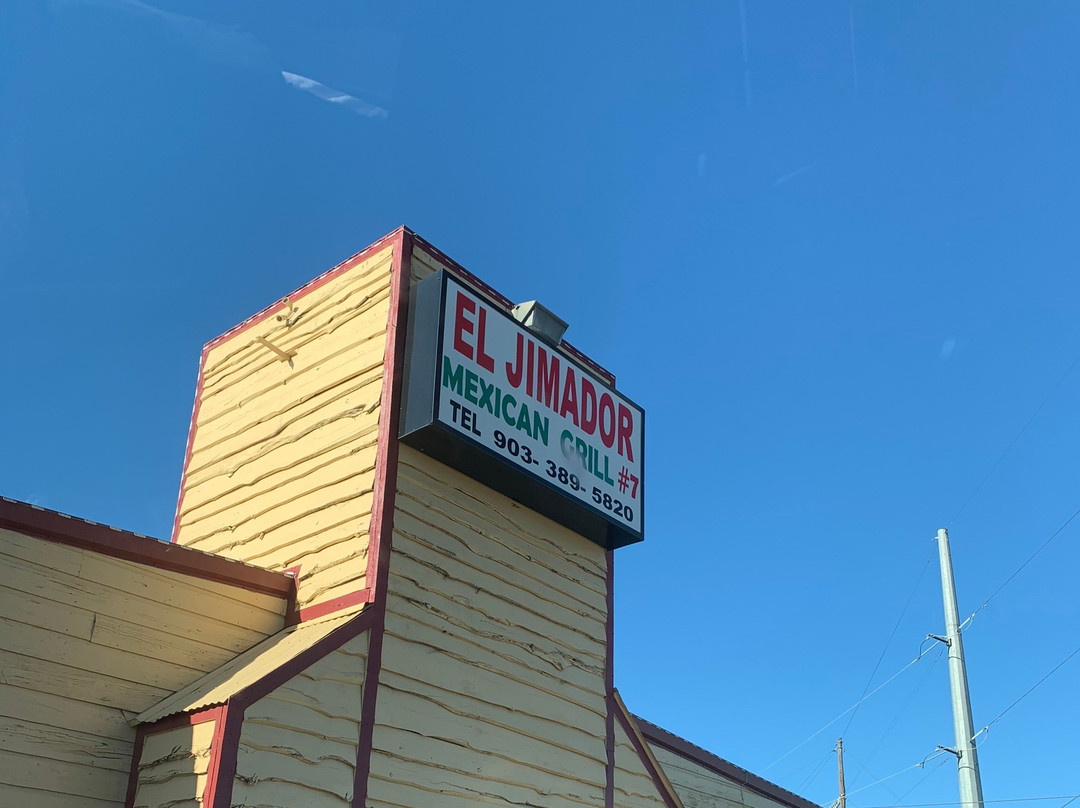 EL JIMADOR
MEXICAN GRILL #7
TEL 903-389-5820